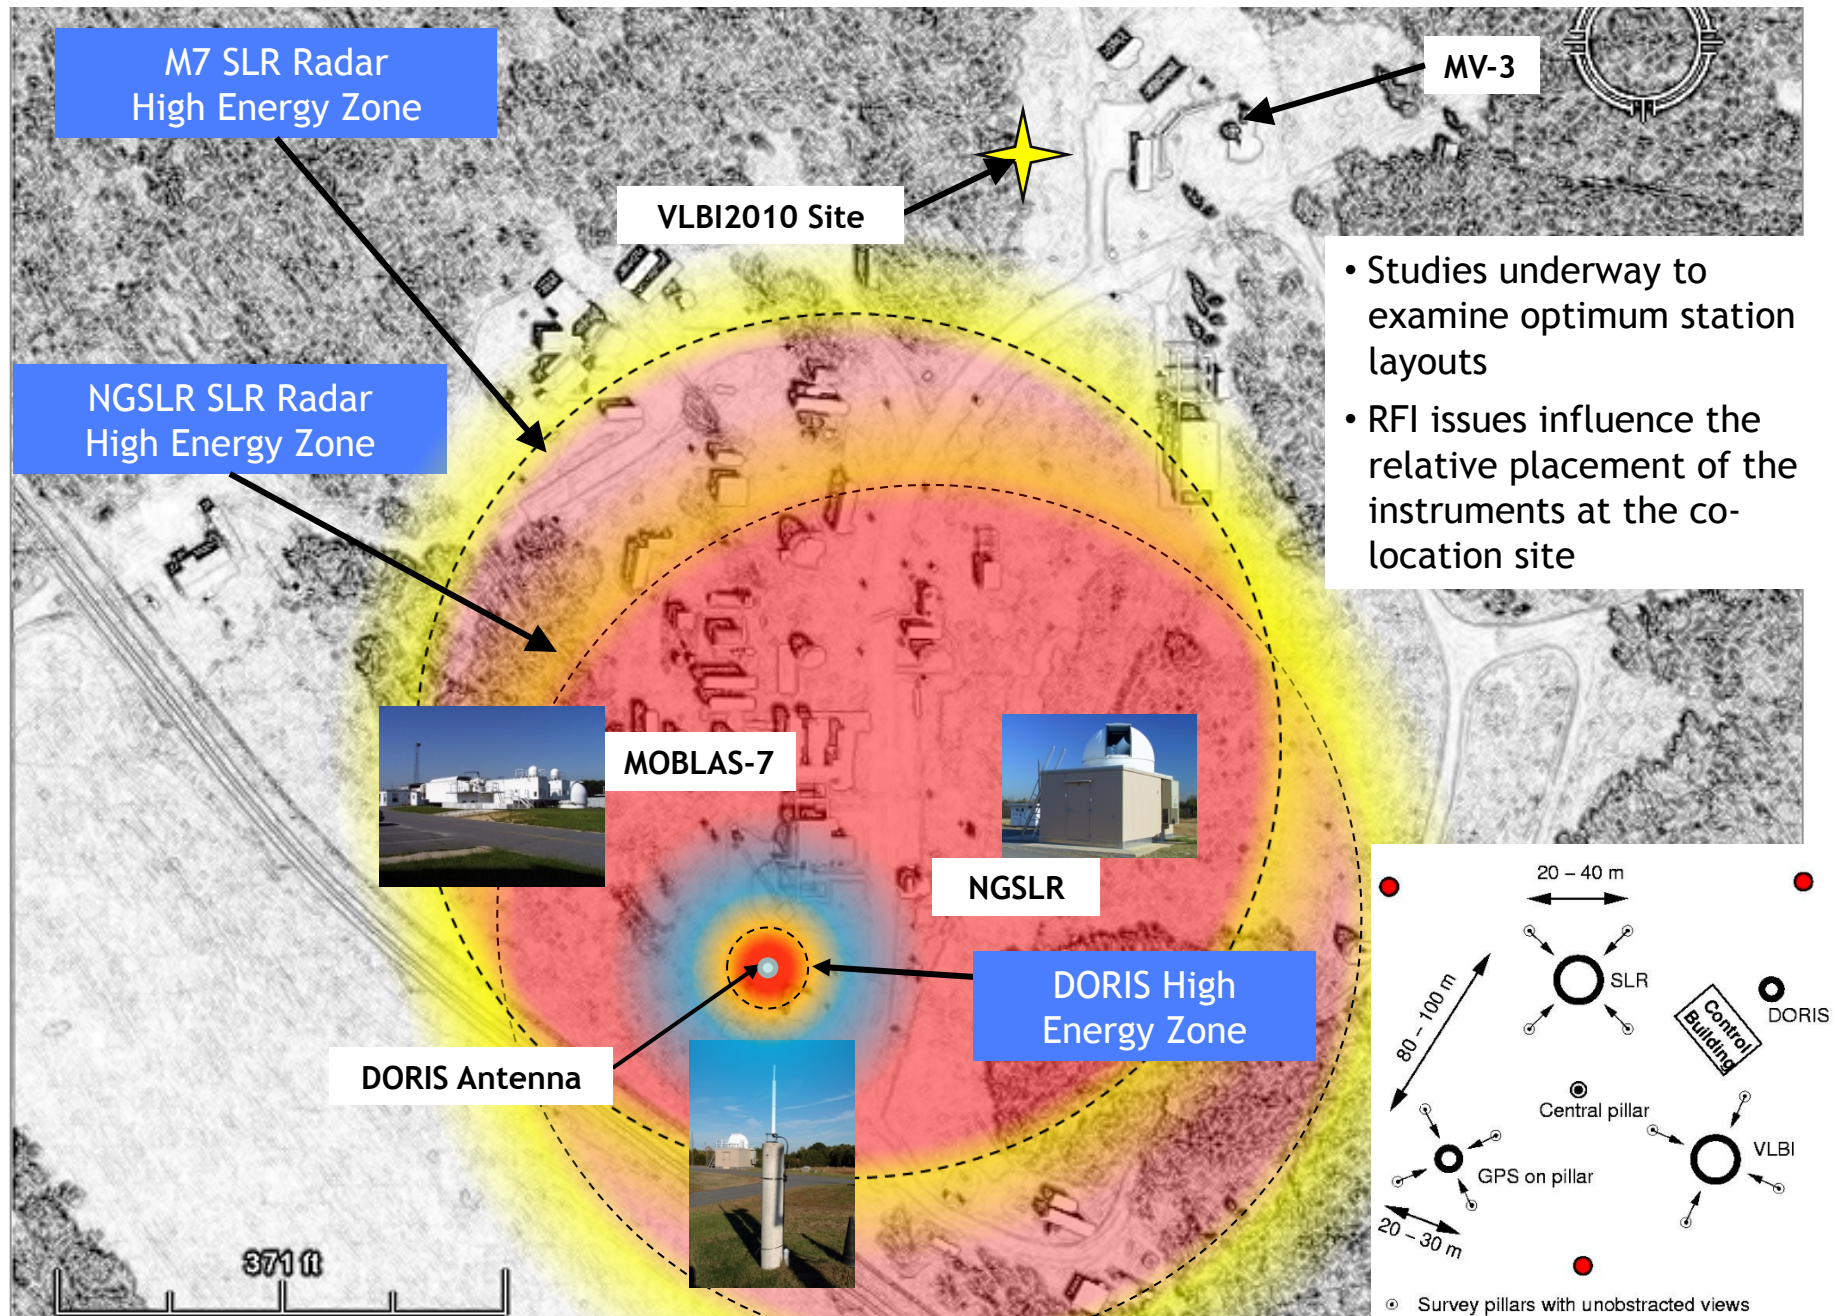 M7 SLR Radar
High Energy Zone
MV-3
VLBI2010 Site
• Studies underway to
examine optimum station
layouts
• RFI issues influence the
relative placement of the
instruments at the co-
location site
NGSLR SLR Radar
High Energy Zone
MOBLAS-7
NGSLR
DORIS High
Energy Zone
DORIS Antenna
371 ft
20 – 40 m
SLR
DORIS
80 – 100 m
Control
Building
Central pillar
VLBI
GPS on pillar
20 – 30 m
Survey pillars with unobstracted views